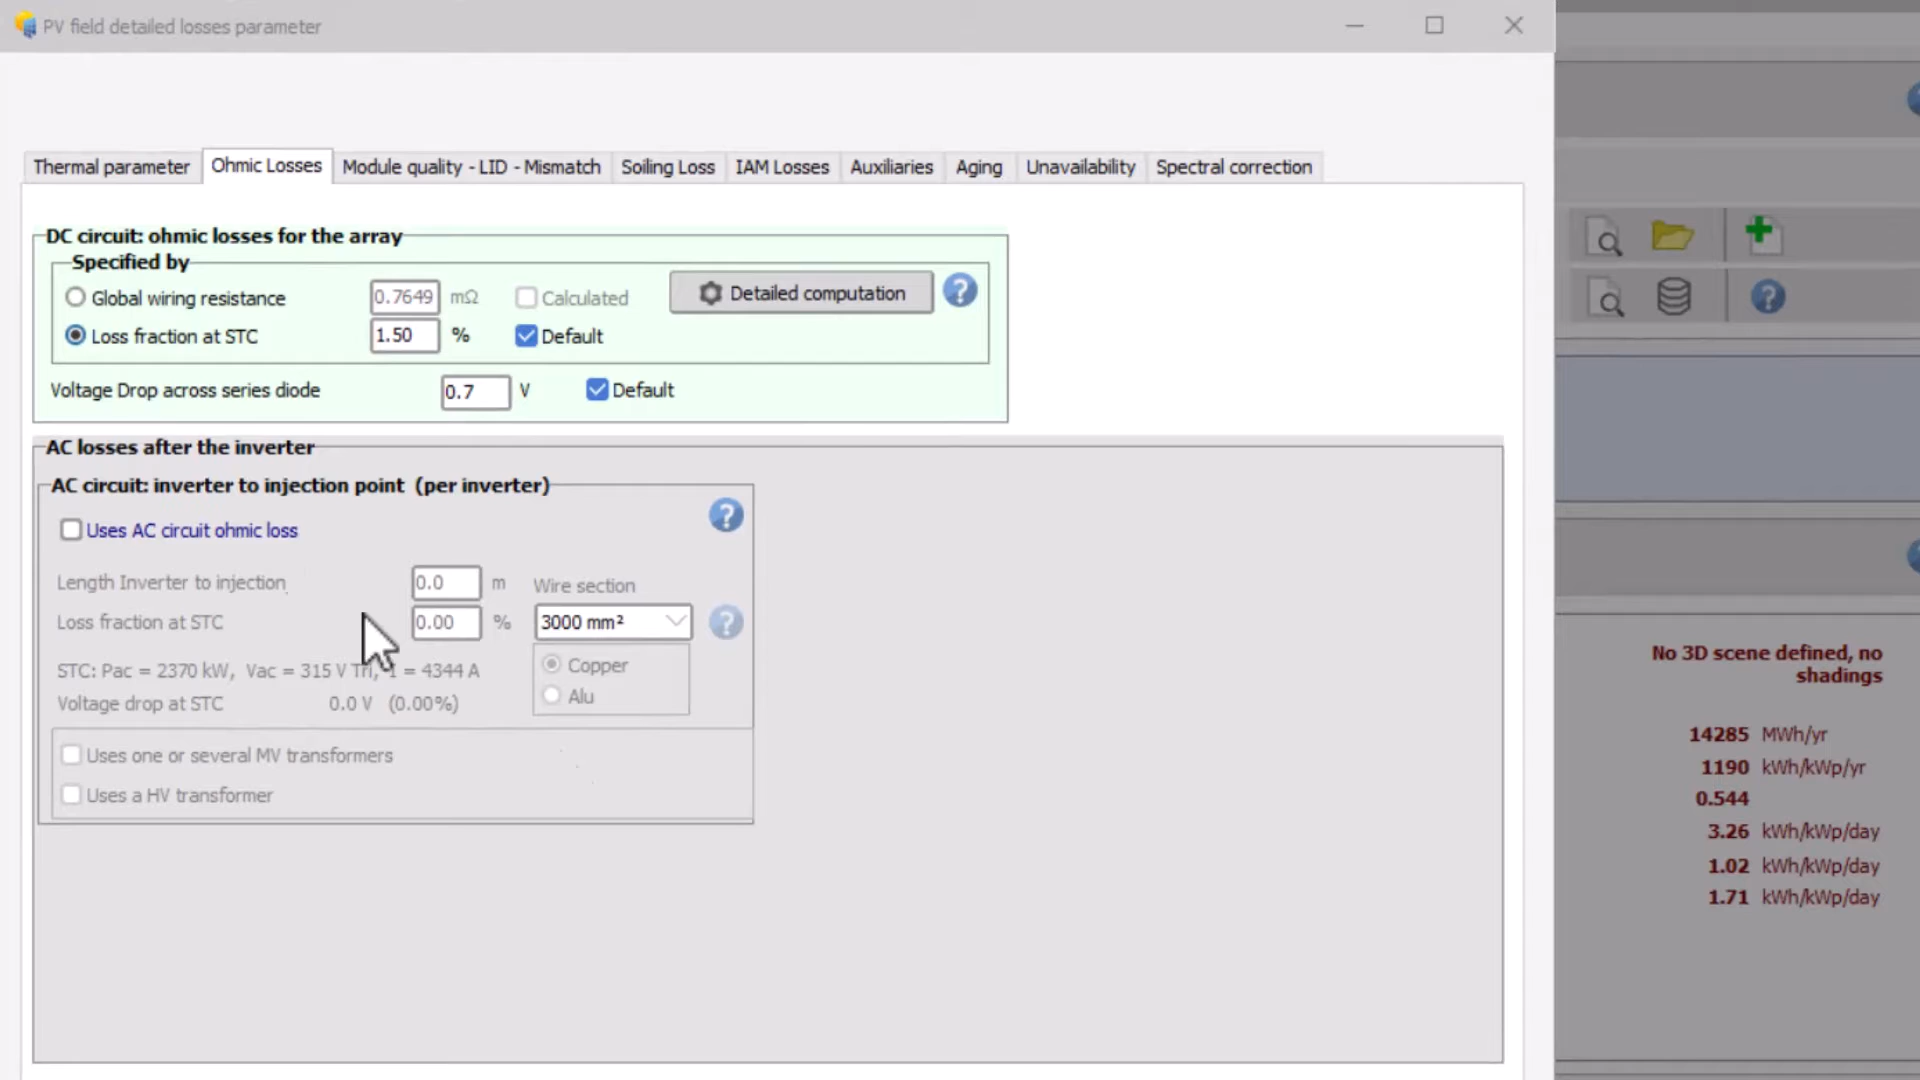 PV field detailed losses parameter
Thermal parameter Ohmic Losses Module quality - LID - Mismatch Soiling Loss IAM Losses Auxiliaries Aging Unavailability Spectral correction
DC circuit: ohmic losses for the array
Specified by
Global wiring resistance 0.7649 mΩ Calculated Detailed computation ?
Loss fraction at STC 1.50 % Default
Voltage Drop across series diode 0.7 V Default
AC losses after the inverter
AC circuit: inverter to injection point (per inverter)
Uses AC circuit ohmic loss ?
Length Inverter to injection 0.0 m Wire section
Loss fraction at STC 0.00 % 3000 mm² ?
STC: Pac = 2370 kW, Vac = 315 V Tri, = 4344 A
Copper
Alu
Voltage drop at STC 0.0 V (0.00%)
Uses one or several MV transformers
Uses a HV transformer
?
No 3D scene defined, no
shadings
14285 MWh/yr
1190 kWh/kWp/yr
0.544
3.26 kWh/kWp/day
1.02 kWh/kWp/day
1.71 kWh/kWp/day